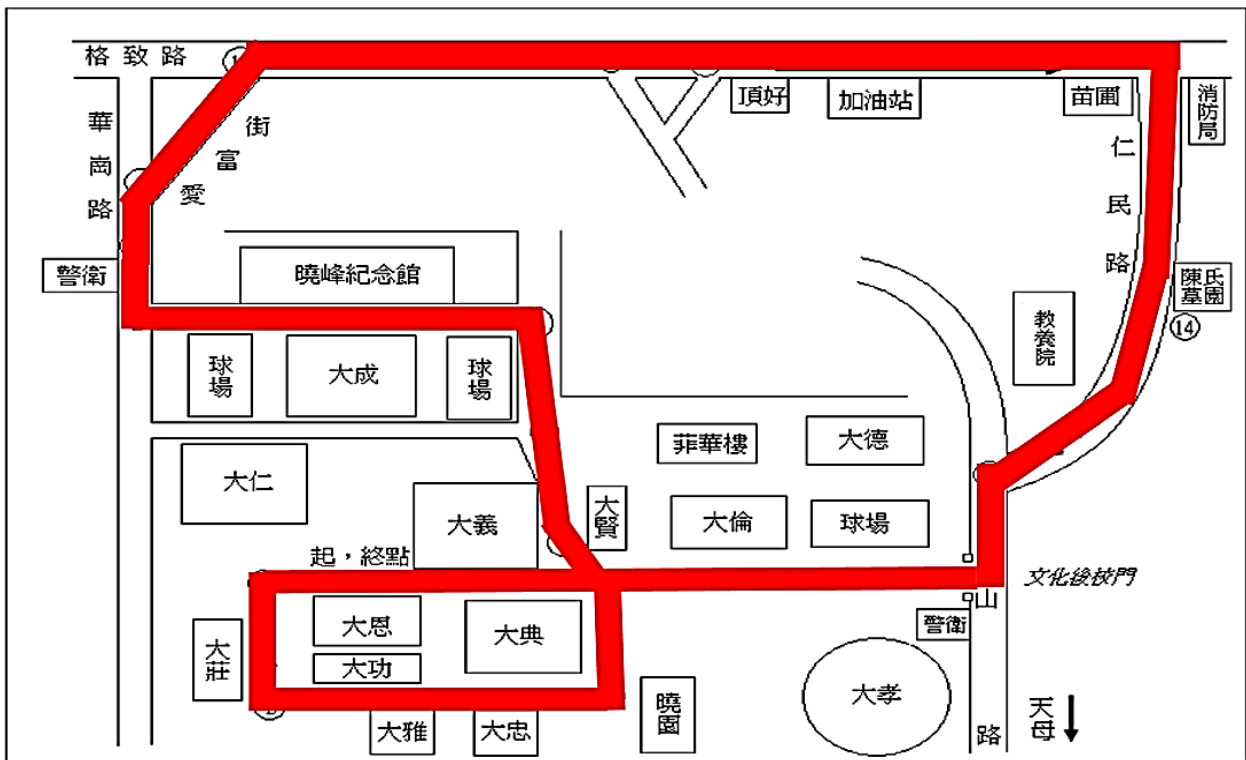 格致路
華崗路
街富愛
頂好
加油站
苗圃
消防局
仁民路
警衛
曉峰紀念館
陳氏墓園
14
教養院
球場
大成
球場
菲華樓
大德
大仁
大義
大賢
大倫
球場
起,終點
文化後校門
山
警衛
大莊
大恩
大典
大功
大孝
曉園
大雅
大忠
路
天母